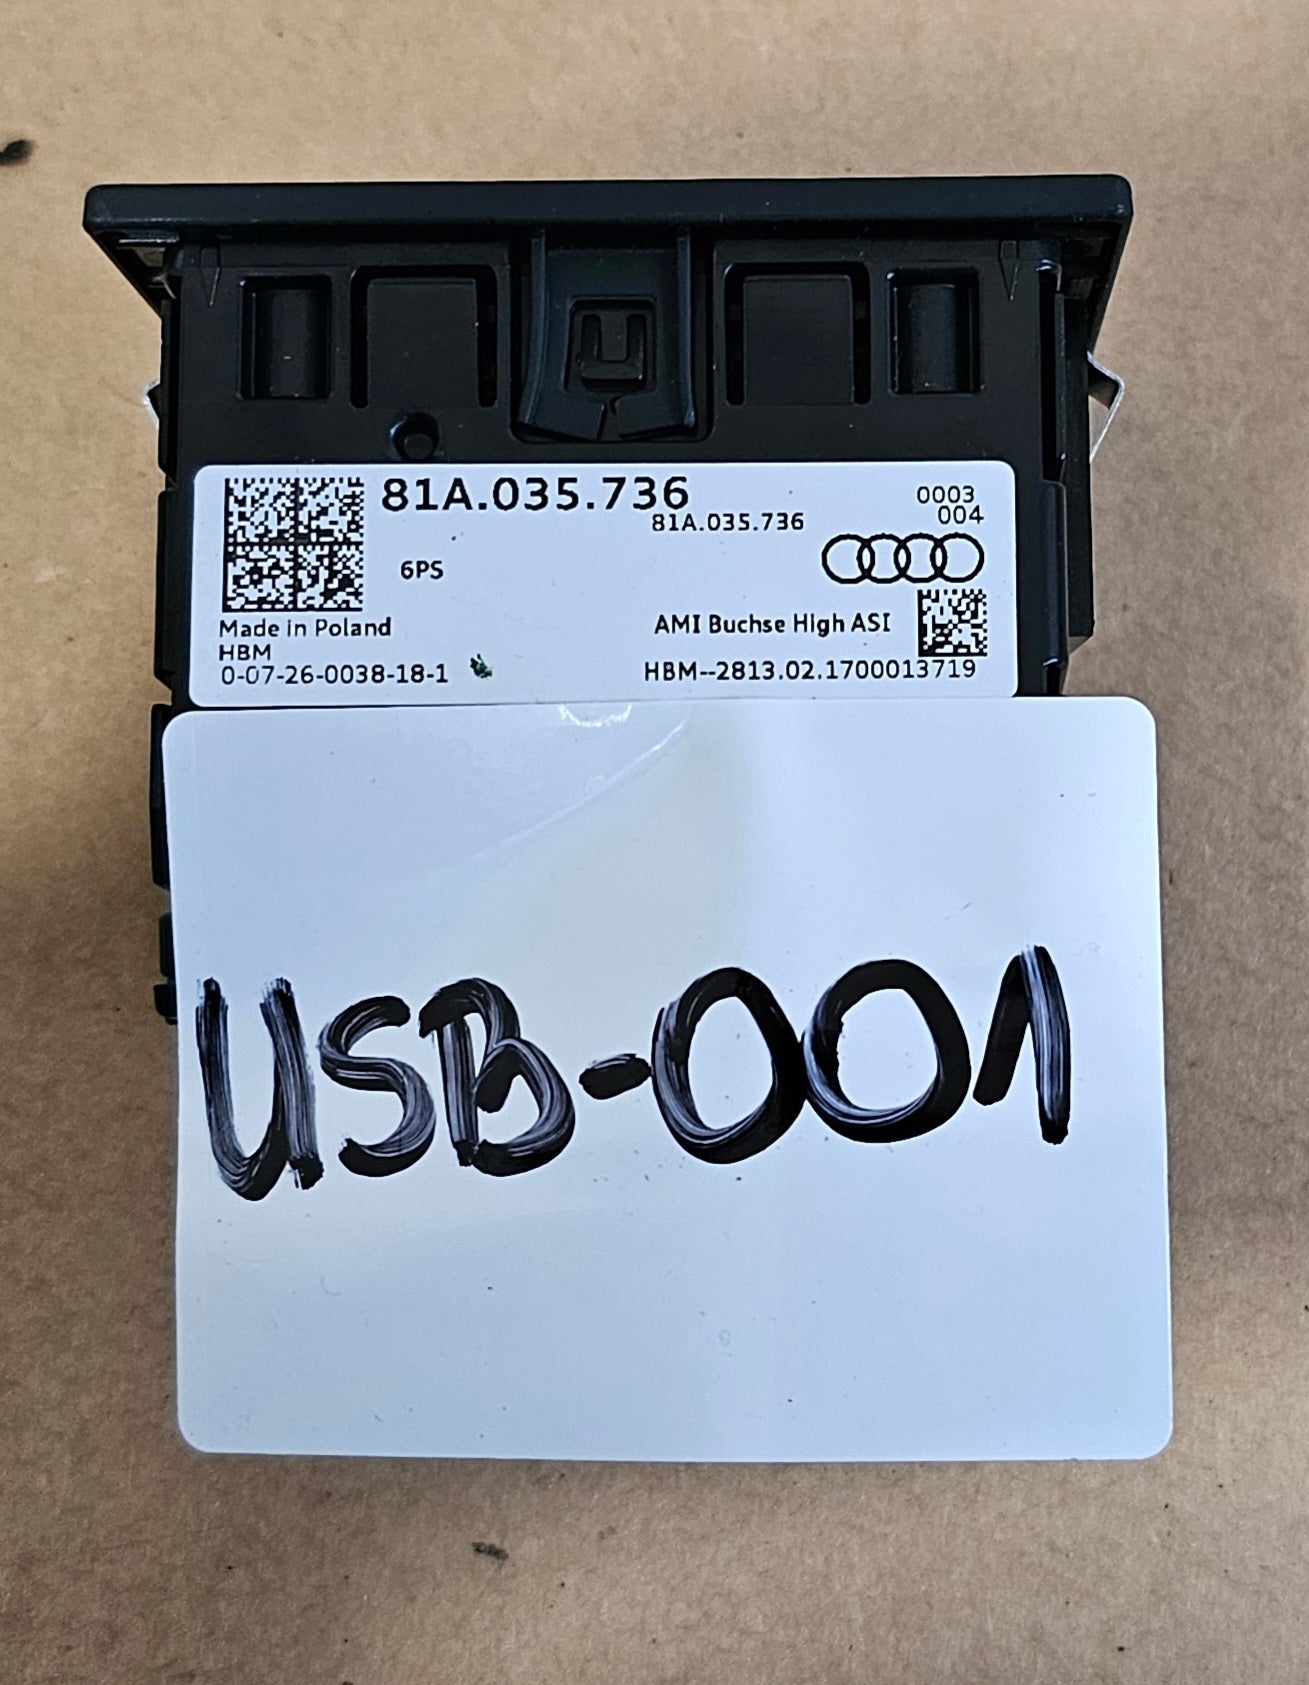 81A.035.736
81A.035.736
0003
004
6PS
Made in Poland
HBM
0-07-26-0038-18-1
AMI Buchse High ASI
HBM--2813.02.1700013719
USB-001